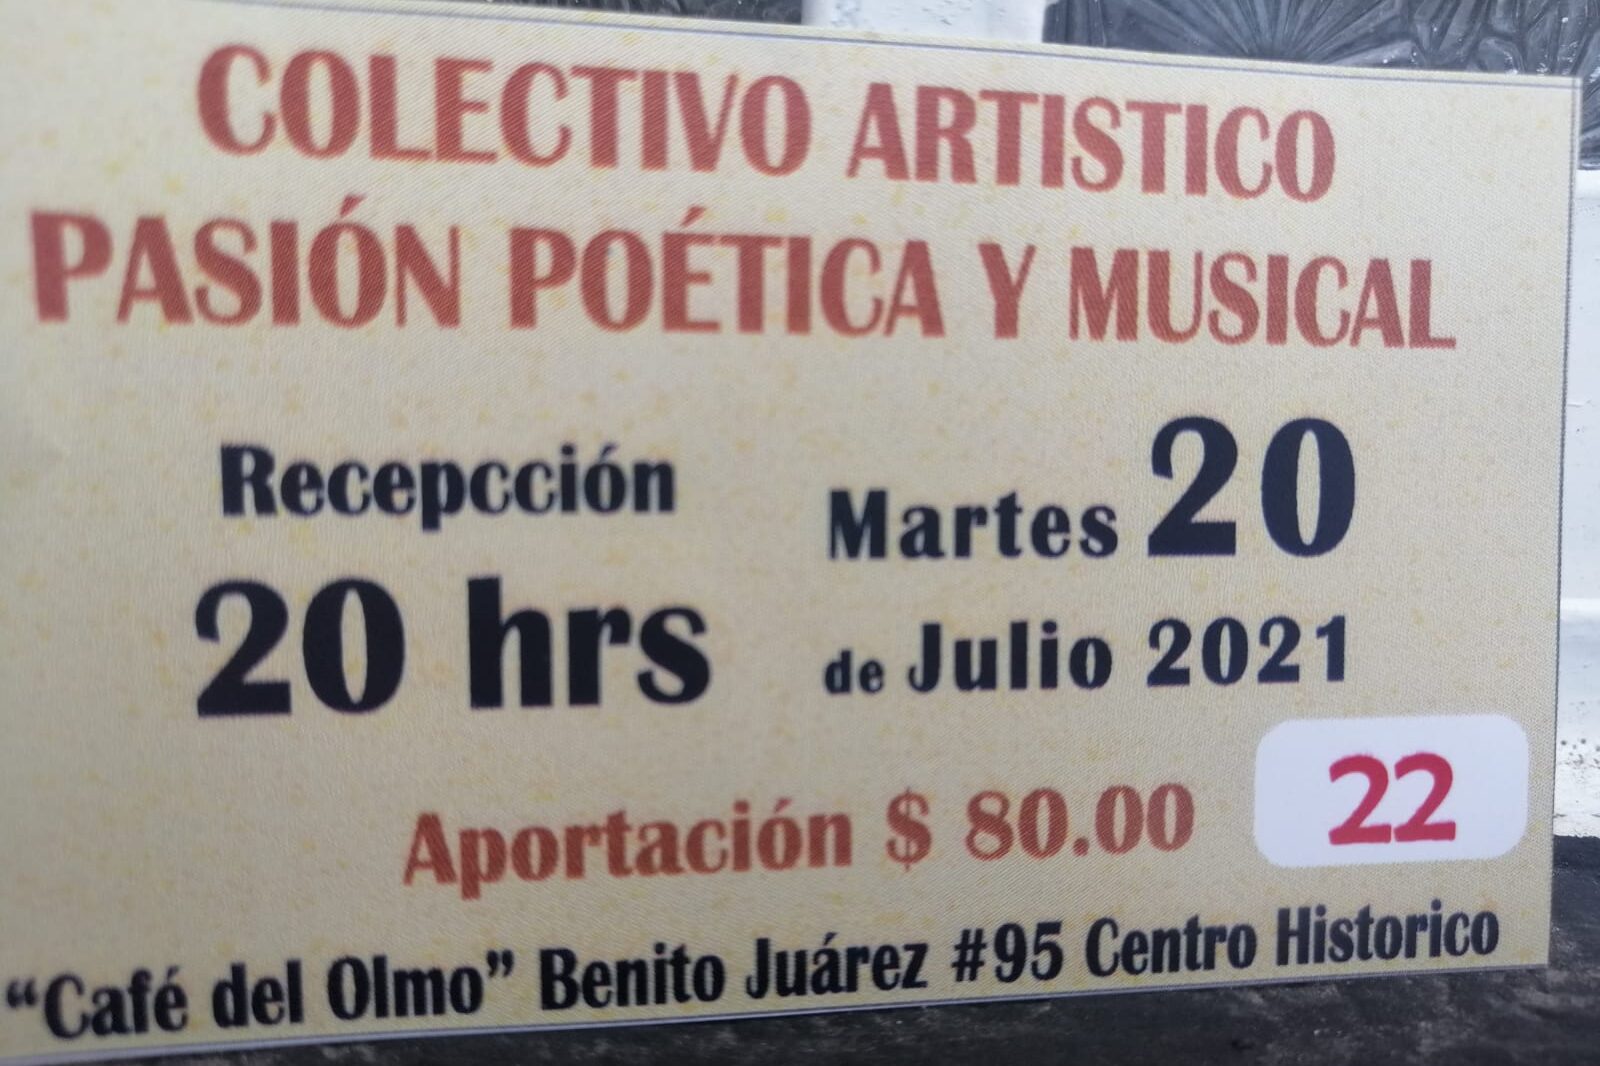 COLECTIVO ARTISTICO
PASIÓN POÉTICA Y MUSICAL
Recepcción
20 hrs
Martes 20
de Julio 2021
Aportación $ 80.00
22
“Café del Olmo” Benito Juárez #95 Centro Historico